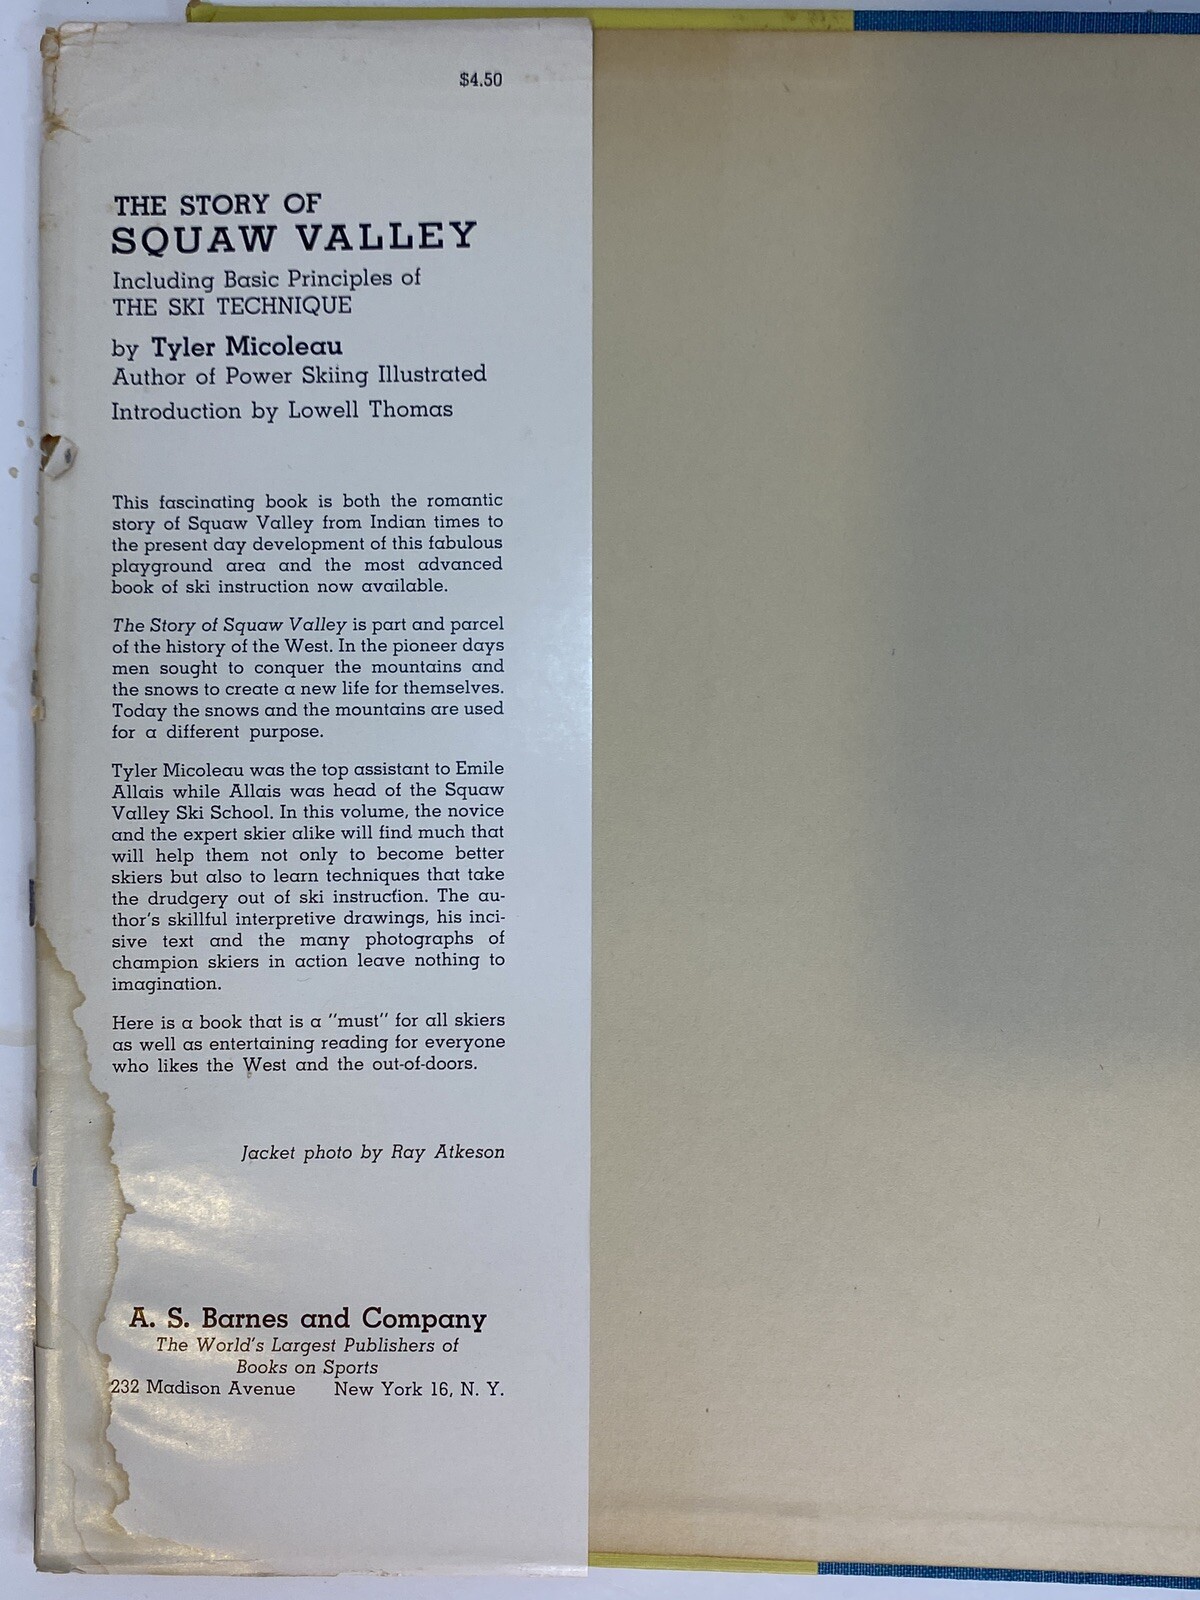 $4.50
THE STORY OF
SQUAW VALLEY
Including Basic Principles of
THE SKI TECHNIQUE
by Tyler Micoleau
Author of Power Skiing Illustrated
Introduction by Lowell Thomas
This fascinating book is both the romantic
story of Squaw Valley from Indian times to
the present day development of this fabulous
playground area and the most advanced
book of ski instruction now available.
The Story of Squaw Valley is part and parcel
of the history of the West. In the pioneer days
men sought to conquer the mountains and
the snows to create a new life for themselves.
Today the snows and the mountains are used
for a different purpose.
Tyler Micoleau was the top assistant to Emile
Allais while Allais was head of the Squaw
Valley Ski School. In this volume, the novice
and the expert skier alike will find much that
will help them not only to become better
skiers but also to learn techniques that take
the drudgery out of ski instruction. The au-
thor's skillful interpretive drawings, his inci-
sive text and the many photographs of
champion skiers in action leave nothing to
imagination.
Here is a book that is a "must" for all skiers
as well as entertaining reading for everyone
who likes the West and the out-of-doors.
Jacket photo by Ray Atkeson
A. S. Barnes and Company
The World's Largest Publishers of
Books on Sports
232 Madison Avenue New York 16, N. Y.